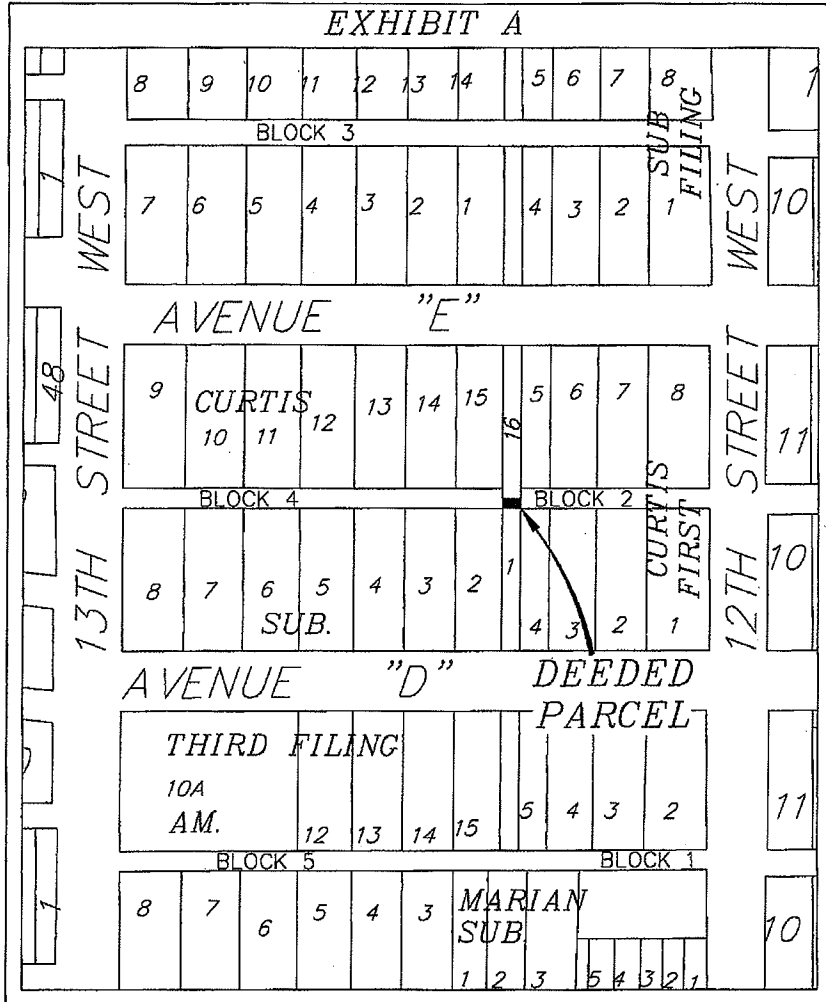 EXHIBIT A
8 9 10 11 12 13 14 5 6 7 8 1
SUB FILING
BLOCK 3
1
WEST
7 6 5 4 3 2 1 4 3 2 1
WEST
10
AVENUE "E"
48
STREET
9 CURTIS 13 14 15 5 6 7 8
10 11 12
16
STREET
11
BLOCK 4 BLOCK 2
CURTIS FIRST
13TH
8 7 6 5 4 3 2 1
SUB.
4 3 2 1
12TH
10
AVENUE "D"
DEEDED
PARCEL
THIRD FILING
10A
AM.
12 13 14 15 5 4 3 2
11
BLOCK 5 BLOCK 1
1
8 7 6 5 4 3
MARIAN
SUB.
1 2 3 5 4 3 2 1
10